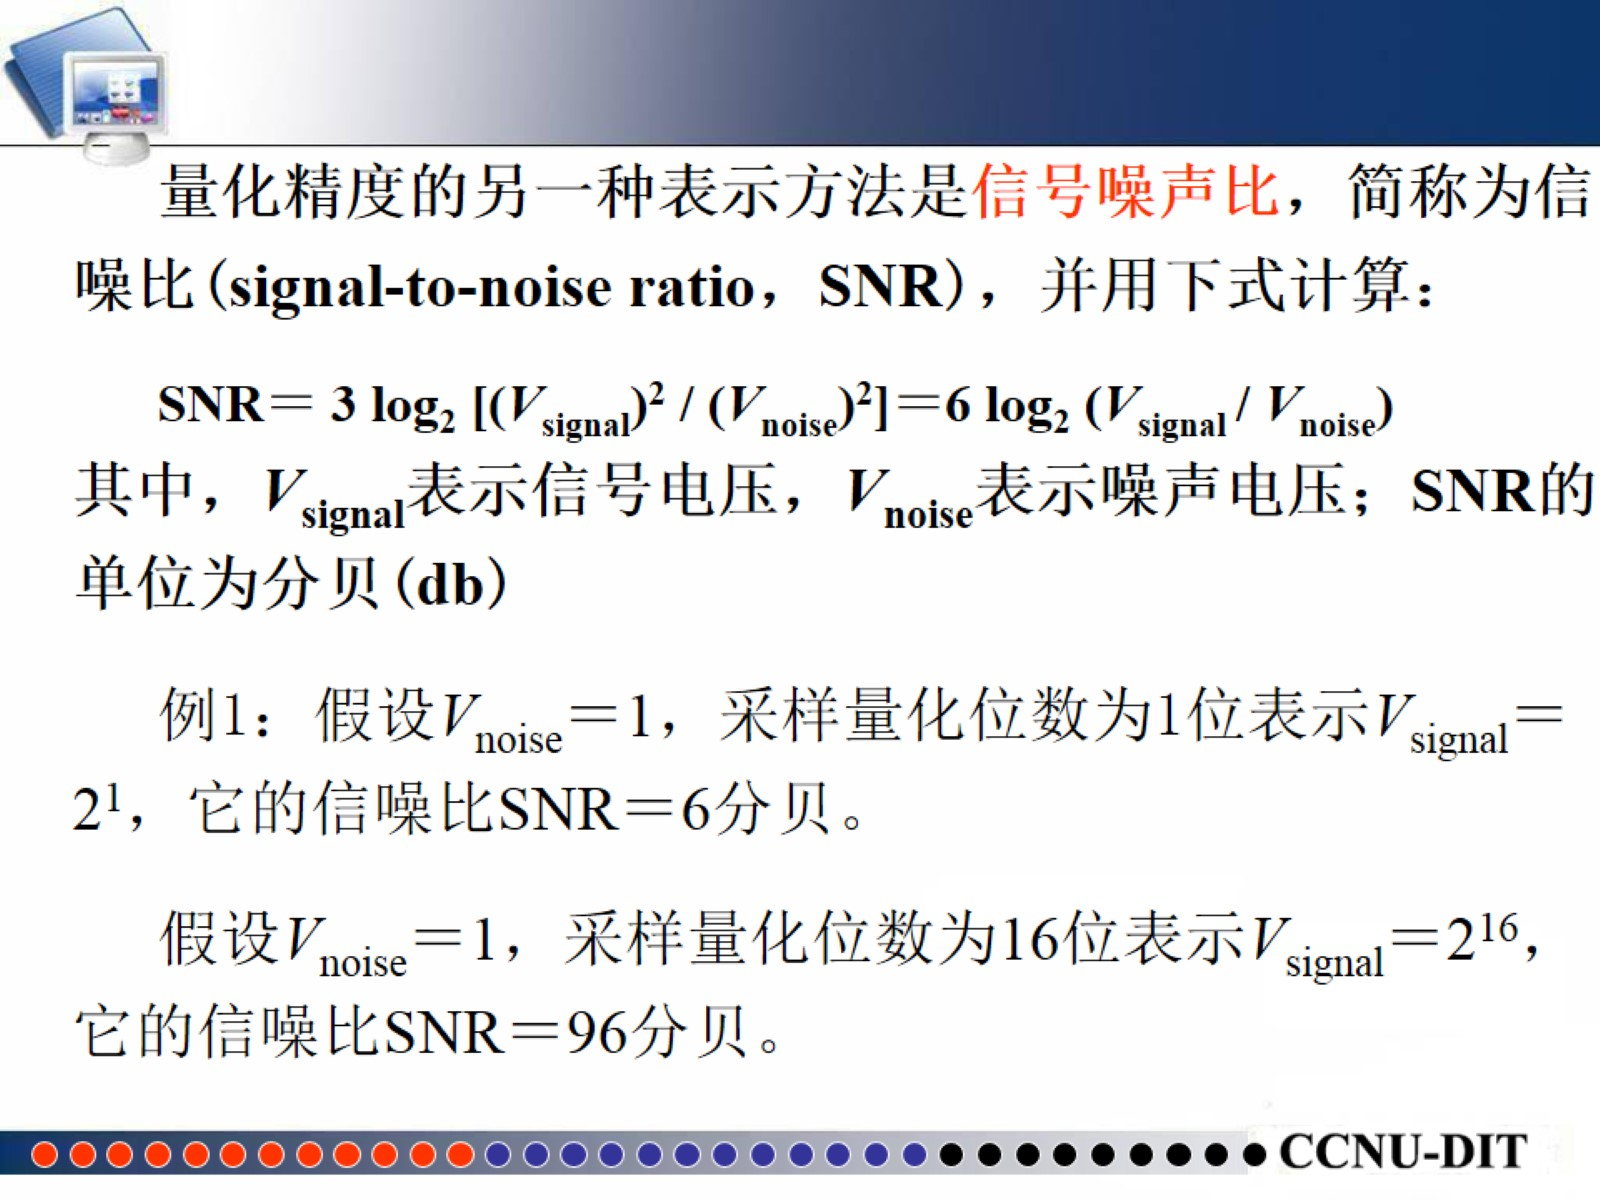 量化精度的另一种表示方法是信号噪声比，简称为信
噪比(signal-to-noise ratio，SNR)，并用下式计算：
SNR＝ 3 log₂ [(Vsignal)² / (Vnoise)²]＝6 log₂ (Vsignal / Vnoise)
其中，Vsignal表示信号电压，Vnoise表示噪声电压；SNR的
单位为分贝(db)
例1：假设Vnoise＝1，采样量化位数为1位表示Vsignal＝
2¹，它的信噪比SNR＝6分贝。
假设Vnoise＝1，采样量化位数为16位表示Vsignal＝2¹⁶，
它的信噪比SNR＝96分贝。
CCNU-DIT